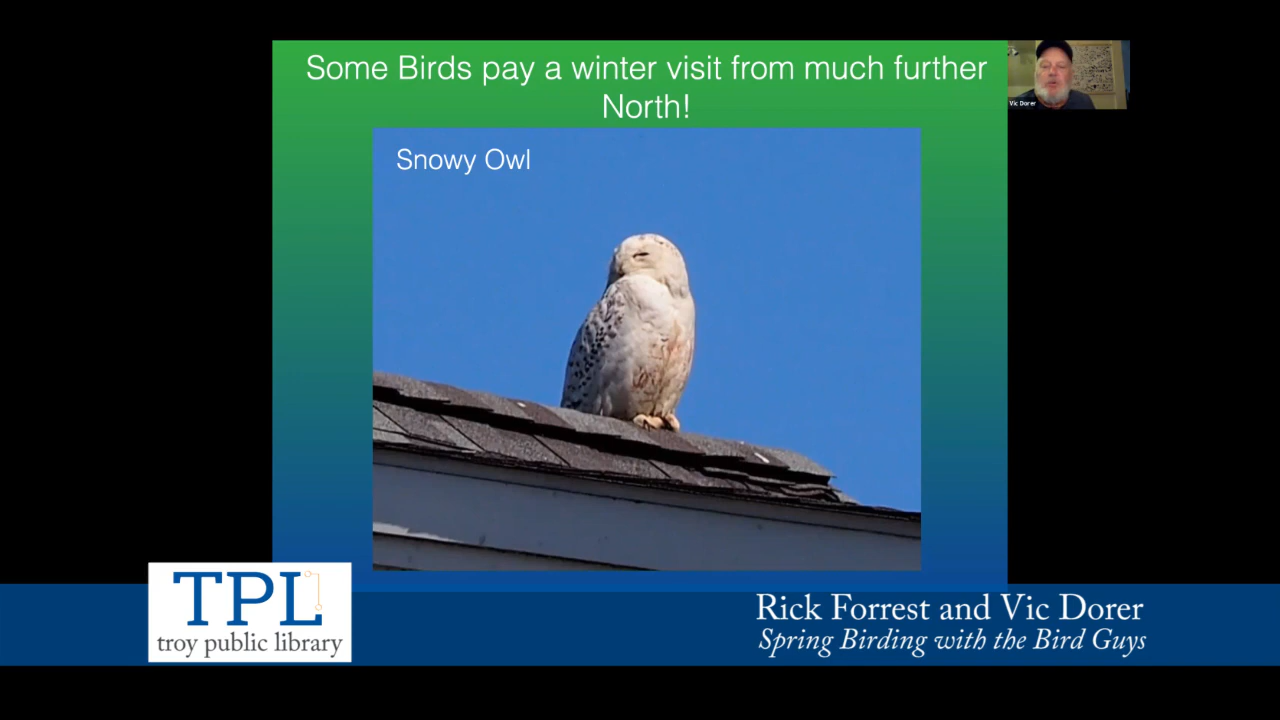 Some Birds pay a winter visit from much further
North!
Vic Dorer
Snowy Owl
TPL
troy public library
Rick Forrest and Vic Dorer
Spring Birding with the Bird Guys